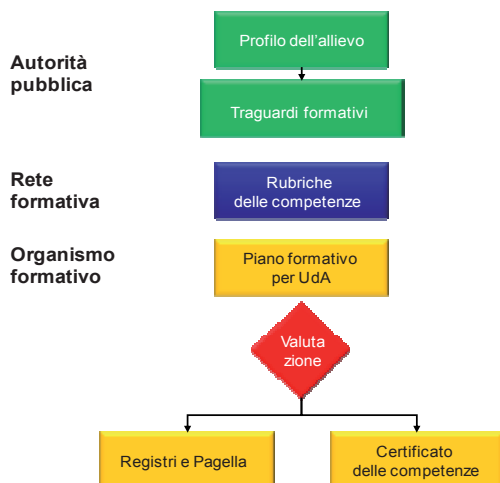 Autorità
pubblica
Profilo dell'allievo
Traguardi formativi
Rete
formativa
Rubriche
delle competenze
Organismo
formativo
Piano formativo
per UdA
Valuta
zione
Registri e Pagella
Certificato
delle competenze